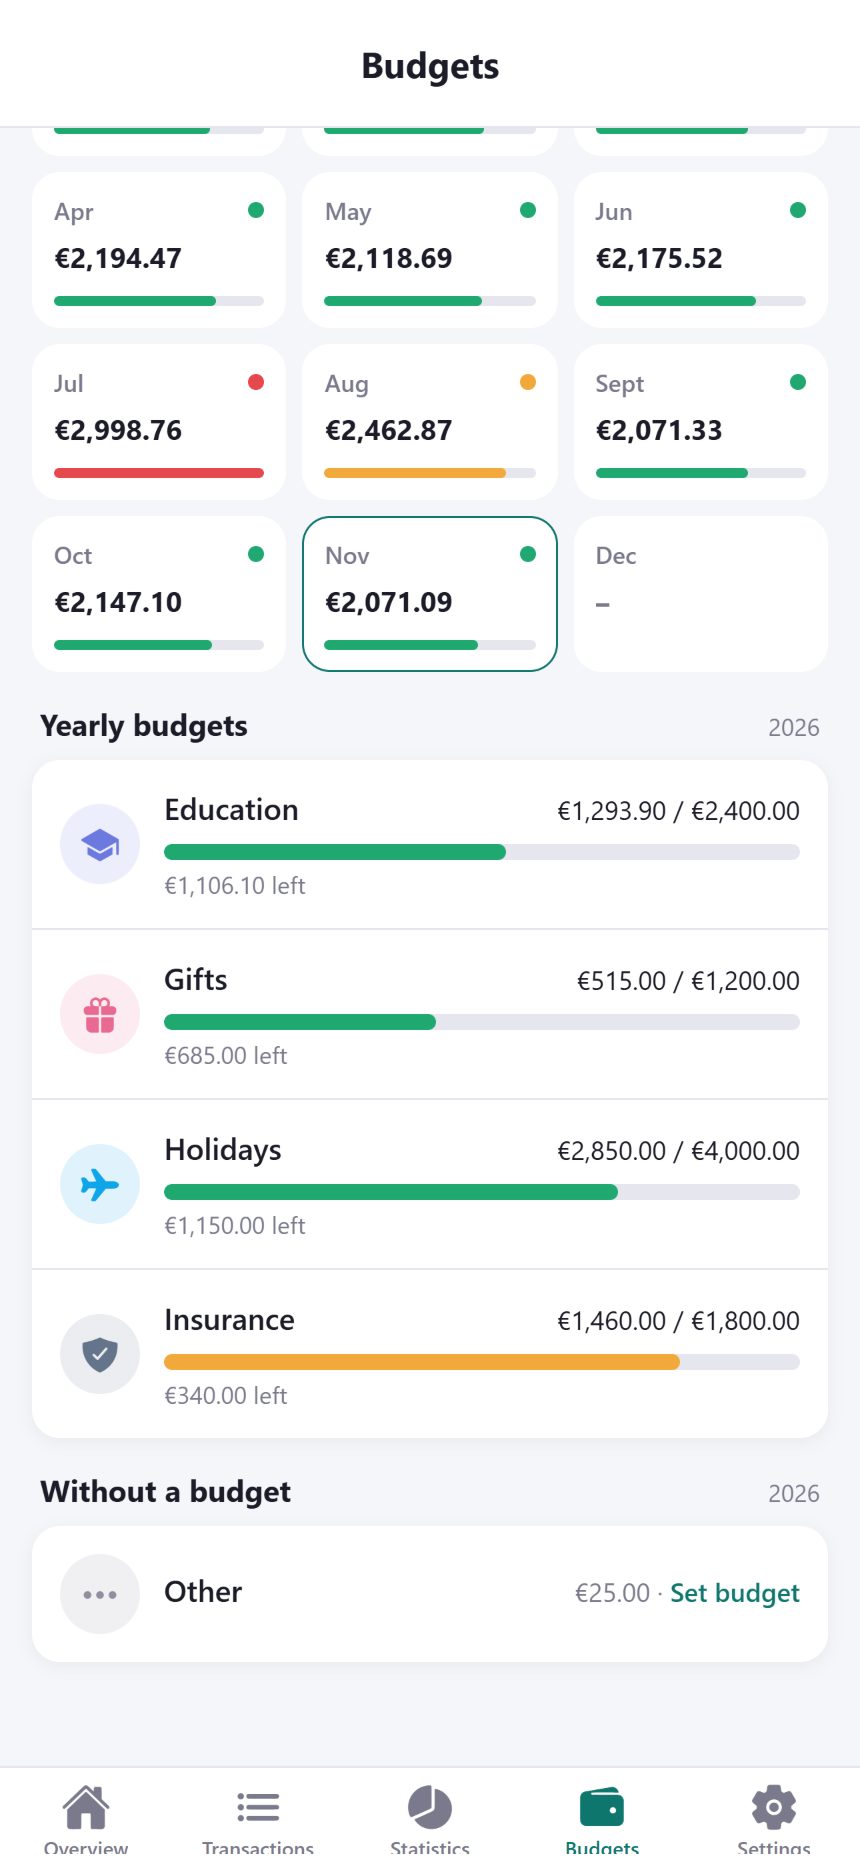 Budgets
Apr
May
Jun
€2,194.47
€2,118.69
€2,175.52
Jul
Aug
Sept
€2,998.76
€2,462.87
€2,071.33
Oct
Nov
Dec
€2,147.10
€2,071.09
–
Yearly budgets
2026
Education
€1,293.90 / €2,400.00
€1,106.10 left
Gifts
€515.00 / €1,200.00
€685.00 left
Holidays
€2,850.00 / €4,000.00
€1,150.00 left
Insurance
€1,460.00 / €1,800.00
€340.00 left
Without a budget
2026
Other
€25.00 · Set budget
Overview
Transactions
Statistics
Budgets
Settings